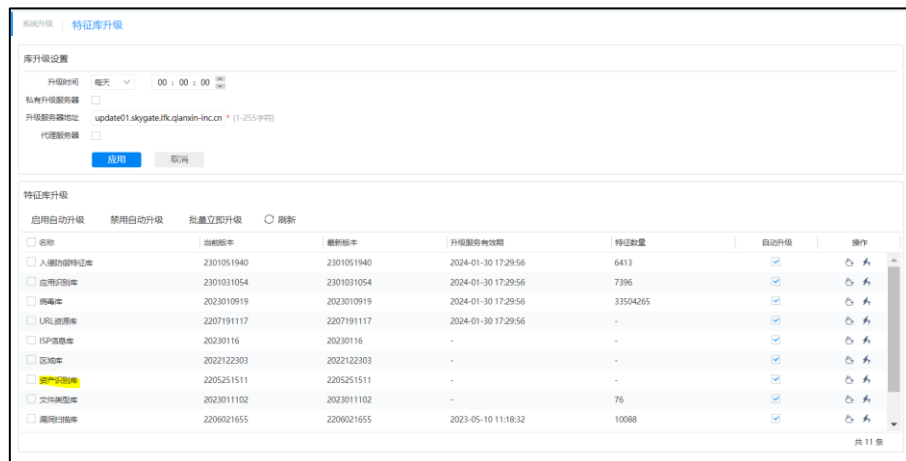 系统升级 特征库升级
库升级设置
升级时间 每天 00 : 00 : 00
私有升级服务器
升级服务器地址 update01.skygate.lfk.qianxin-inc.cn * (1-255字符)
代理服务器
应用 取消
特征库升级
启用自动升级 禁用自动升级 批量立即升级 刷新
名称 当前版本 最新版本 升级服务有效期 特征数量 自动升级 操作
入侵防御特征库 2301051940 2301051940 2024-01-30 17:29:56 6413
应用识别库 2301031054 2301031054 2024-01-30 17:29:56 7396
病毒库 2023010919 2023010919 2024-01-30 17:29:56 33504265
URL资源库 2207191117 2207191117 2024-01-30 17:29:56 -
ISP信息库 20230116 20230116 - -
区域库 2022122303 2022122303 - -
资产识别库 2205251511 2205251511 - -
文件类型库 2023011102 2023011102 - 76
漏洞扫描库 2206021655 2206021655 2023-05-10 11:18:32 10088
共 11 条